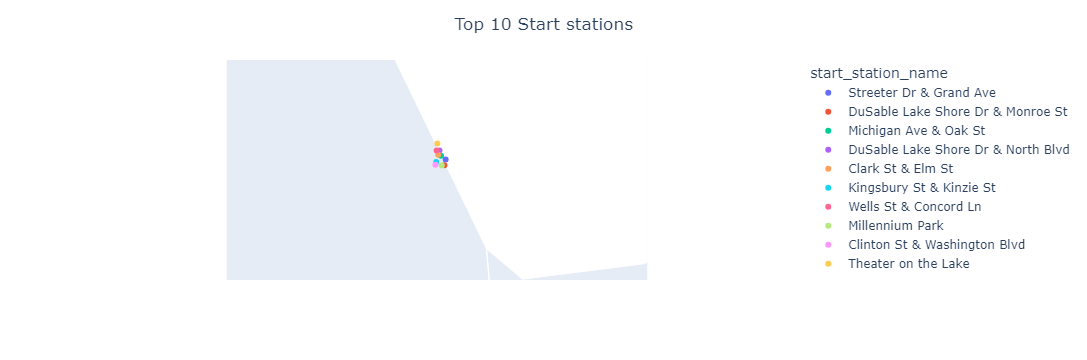 Top 10 Start stations
start_station_name
Streeter Dr & Grand Ave
DuSable Lake Shore Dr & Monroe St
Michigan Ave & Oak St
DuSable Lake Shore Dr & North Blvd
Clark St & Elm St
Kingsbury St & Kinzie St
Wells St & Concord Ln
Millennium Park
Clinton St & Washington Blvd
Theater on the Lake